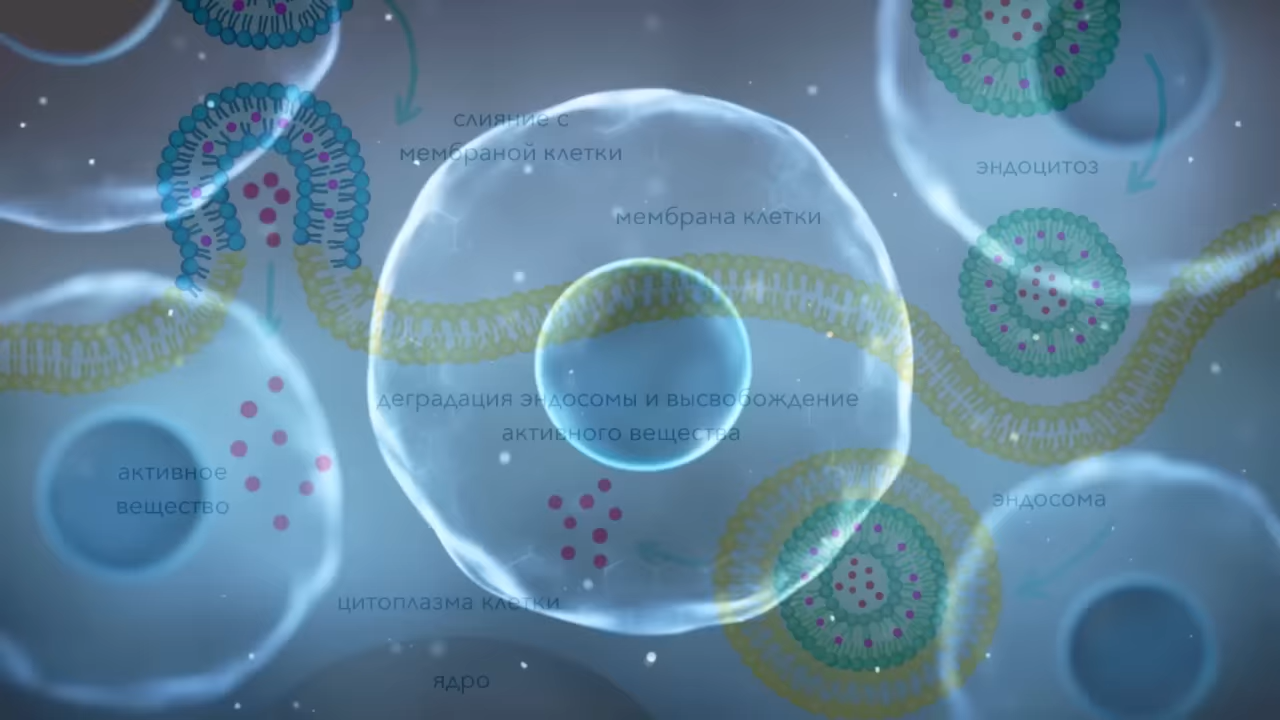 слияние с
мембраной клетки
эндоцитоз
мембрана клетки
деградация эндосомы и высвобождение
активного вещества
активное
вещество
эндосома
цитоплазма клетки
ядро